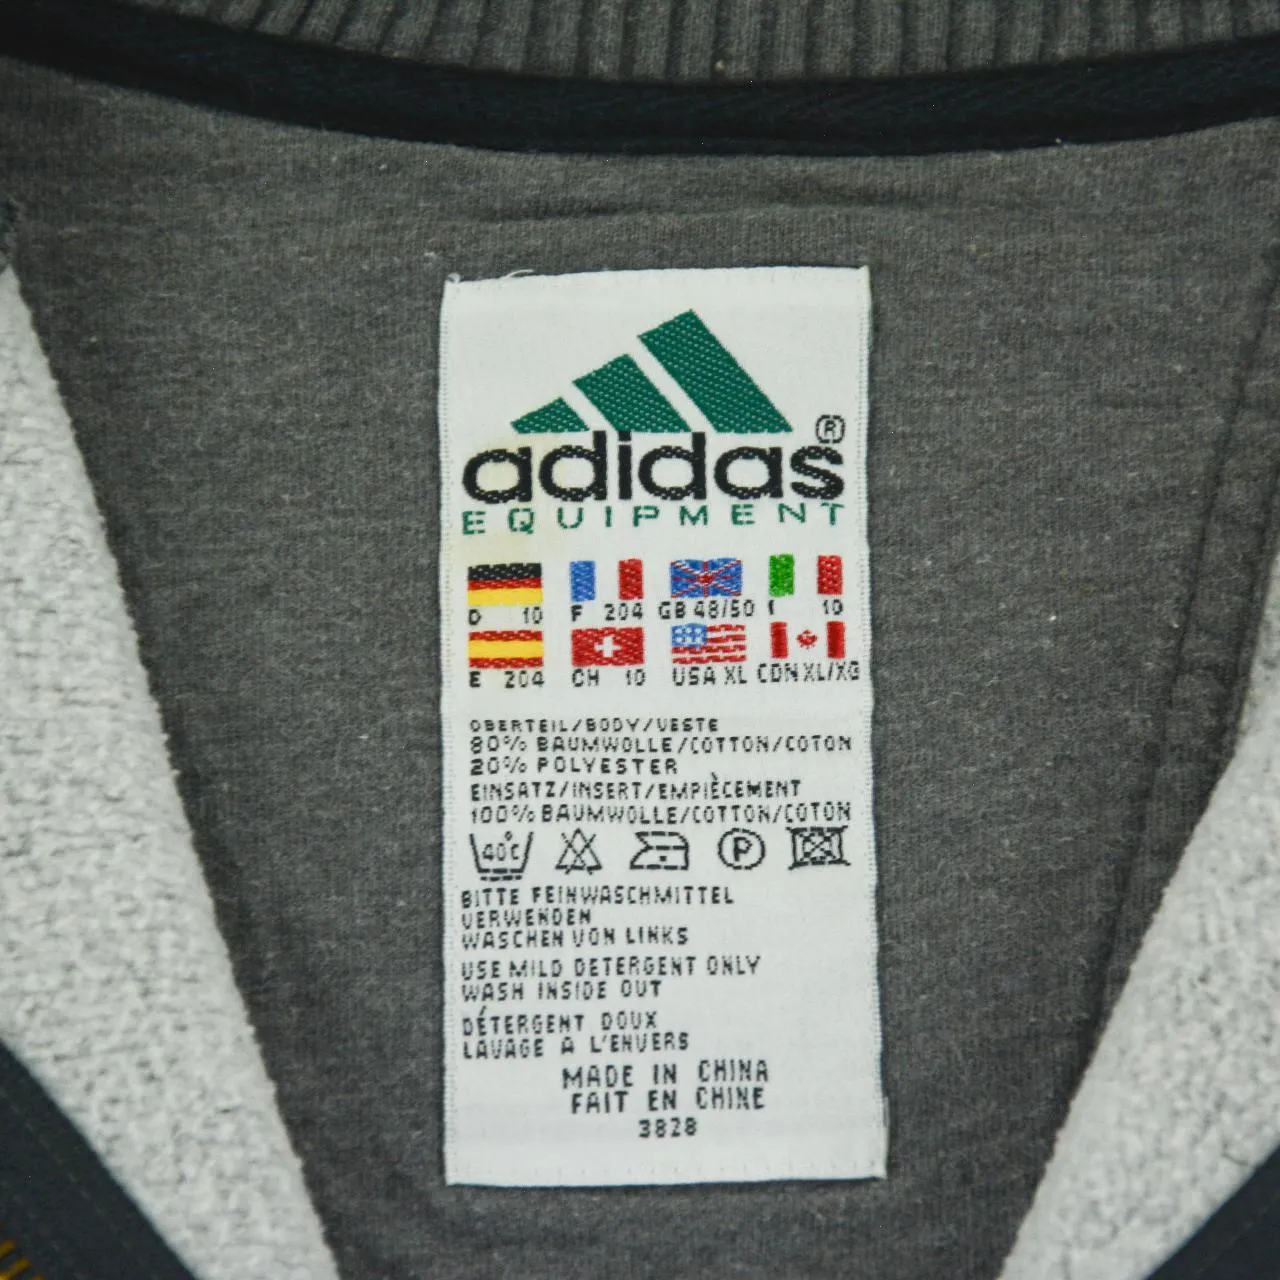 adidas®
EQUIPMENT
D 10 F 204 GB 48/50 I 10
E 204 CH 10 USA XL CDN XL/XG
OBERTEIL/BODY/VESTE
80% BAUMWOLLE/COTTON/COTON
20% POLYESTER
EINSATZ/INSERT/EMPIÈCEMENT
100% BAUMWOLLE/COTTON/COTON
40°C P
BITTE FEINWASCHMITTEL
VERWENDEN
WASCHEN VON LINKS
USE MILD DETERGENT ONLY
WASH INSIDE OUT
DÉTERGENT DOUX
LAVAGE A L'ENVERS
MADE IN CHINA
FAIT EN CHINE
3828